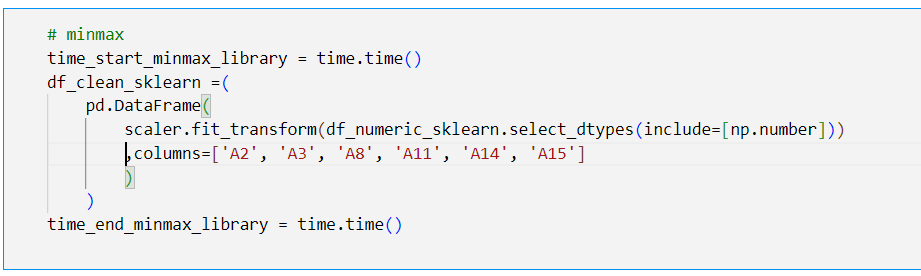 # minmax
time_start_minmax_library = time.time()
df_clean_sklearn =(
    pd.DataFrame(
        scaler.fit_transform(df_numeric_sklearn.select_dtypes(include=[np.number]))
        ,columns=['A2', 'A3', 'A8', 'A11', 'A14', 'A15']
        )
    )
time_end_minmax_library = time.time()